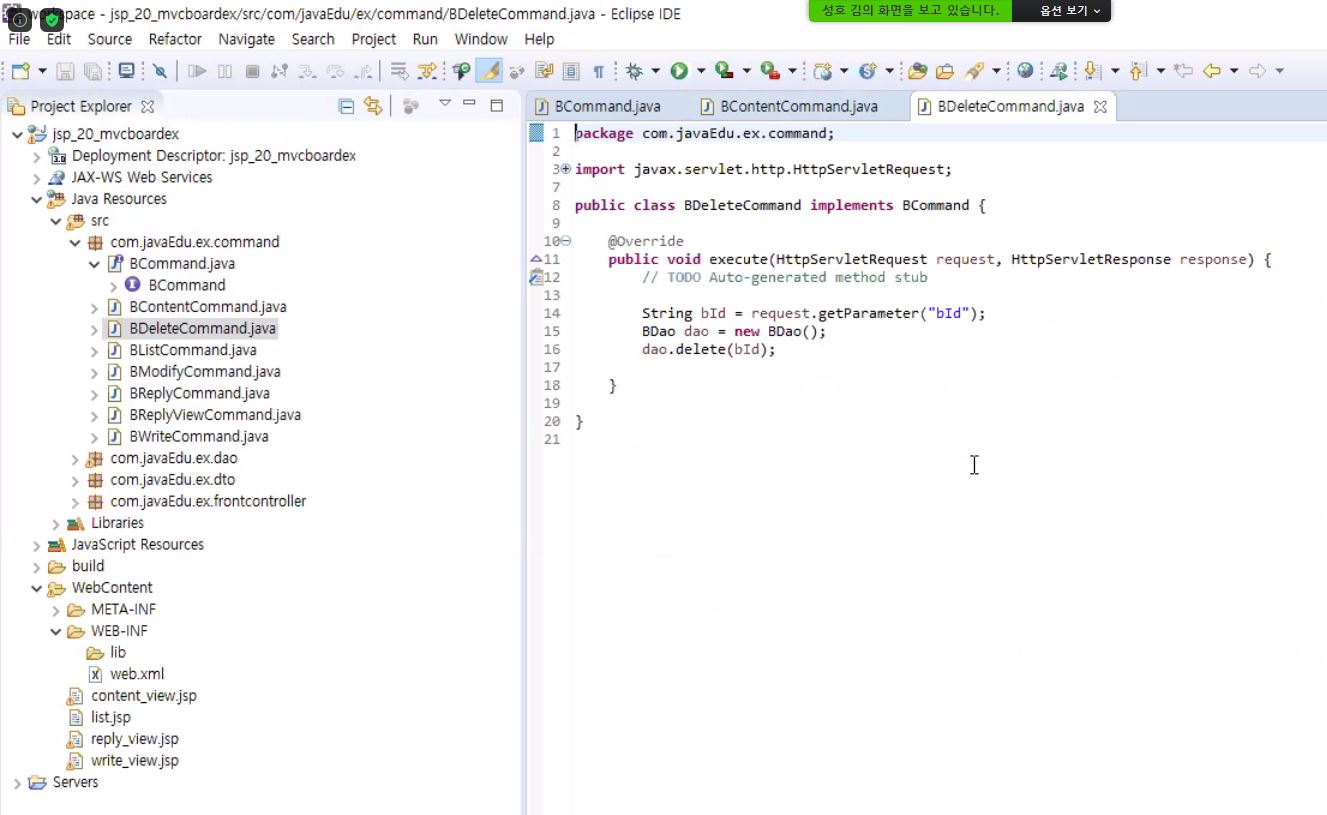 workspace - jsp_20_mvcboardex/src/com/javaEdu/ex/command/BDeleteCommand.java - Eclipse IDE
성호 김의 화면을 보고 있습니다. 옵션 보기
File Edit Source Refactor Navigate Search Project Run Window Help
Project Explorer
jsp_20_mvcboardex
3.0 Deployment Descriptor: jsp_20_mvcboardex
JAX-WS Web Services
Java Resources
src
com.javaEdu.ex.command
BCommand.java
BCommand
BContentCommand.java
BDeleteCommand.java
BListCommand.java
BModifyCommand.java
BReplyCommand.java
BReplyViewCommand.java
BWriteCommand.java
com.javaEdu.ex.dao
com.javaEdu.ex.dto
com.javaEdu.ex.frontcontroller
Libraries
JavaScript Resources
build
WebContent
META-INF
WEB-INF
lib
web.xml
content_view.jsp
list.jsp
reply_view.jsp
write_view.jsp
Servers
BCommand.java BContentCommand.java BDeleteCommand.java
1 package com.javaEdu.ex.command;
2
3 import javax.servlet.http.HttpServletRequest;
7
8 public class BDeleteCommand implements BCommand {
9
10 @Override
11 public void execute(HttpServletRequest request, HttpServletResponse response) {
12 // TODO Auto-generated method stub
13
14 String bId = request.getParameter("bId");
15 BDao dao = new BDao();
16 dao.delete(bId);
17
18 }
19
20 }
21